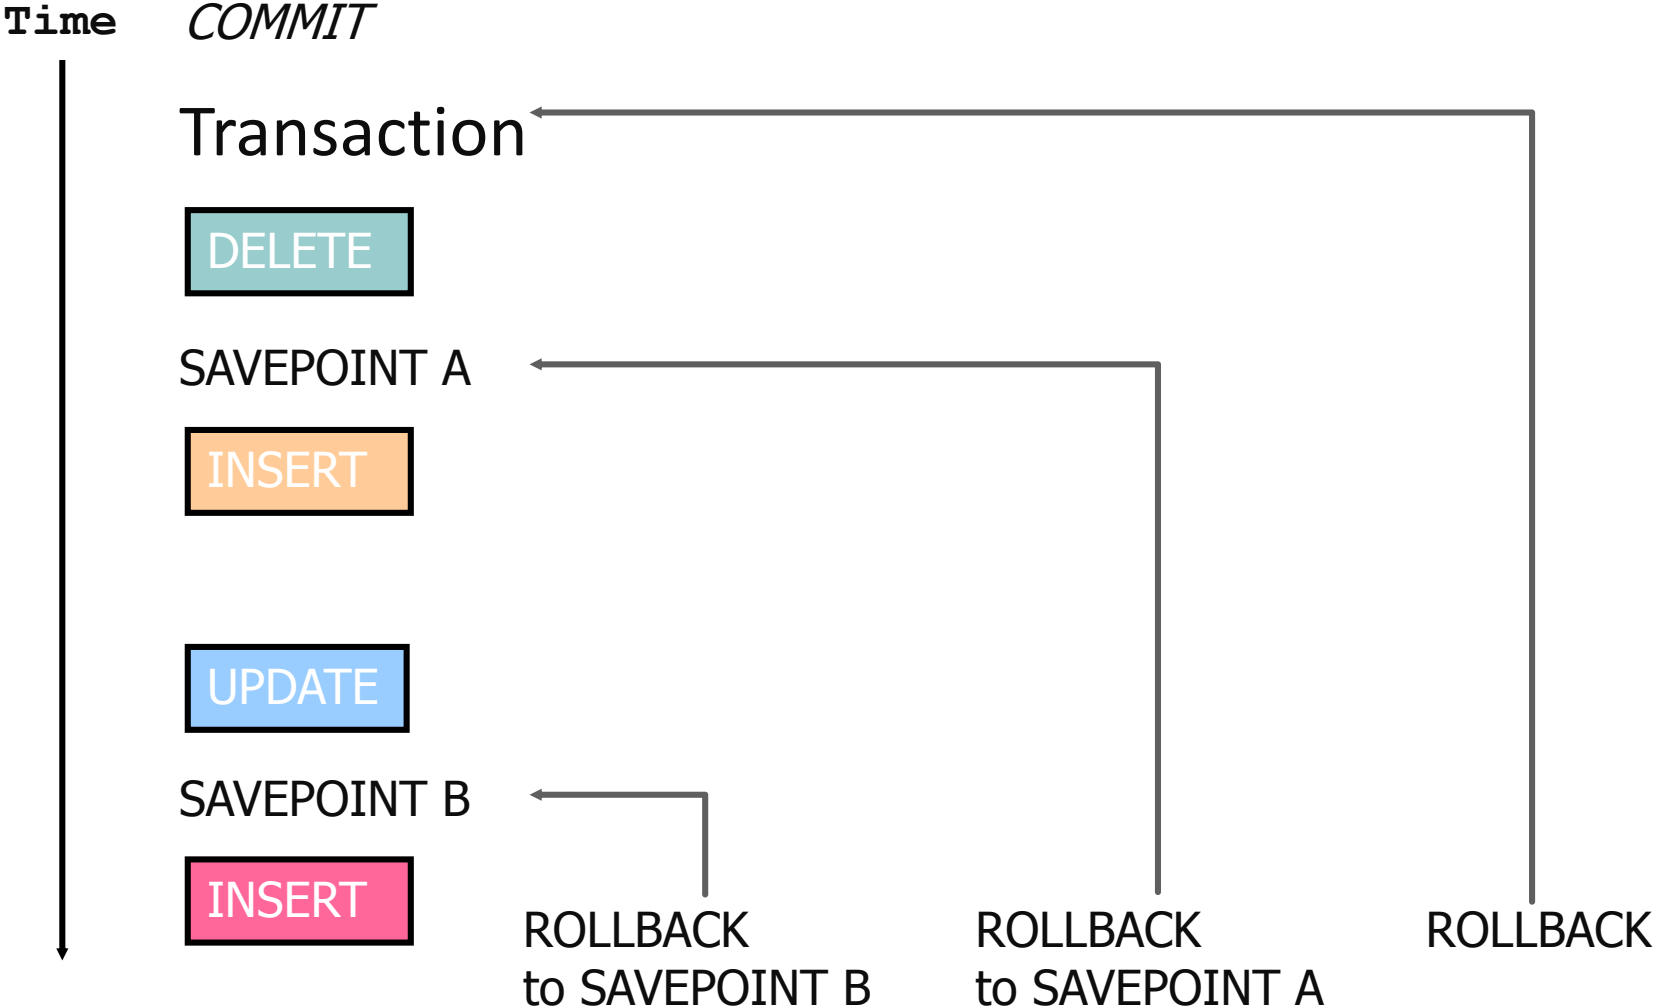 Time
COMMIT
Transaction
DELETE
SAVEPOINT A
INSERT
UPDATE
SAVEPOINT B
INSERT
ROLLBACK
to SAVEPOINT B
ROLLBACK
to SAVEPOINT A
ROLLBACK